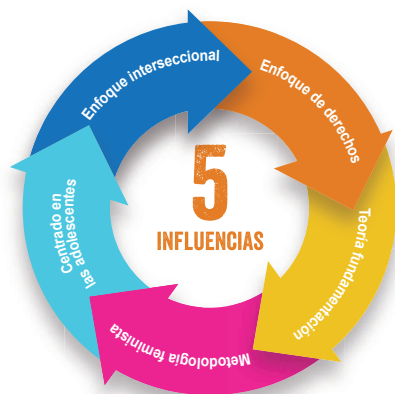 Enfoque interseccional
Enfoque de derechos
Teoría fundamentación
Metodología feminista
Centrado en
las adolescentes
5
INFLUENCIAS